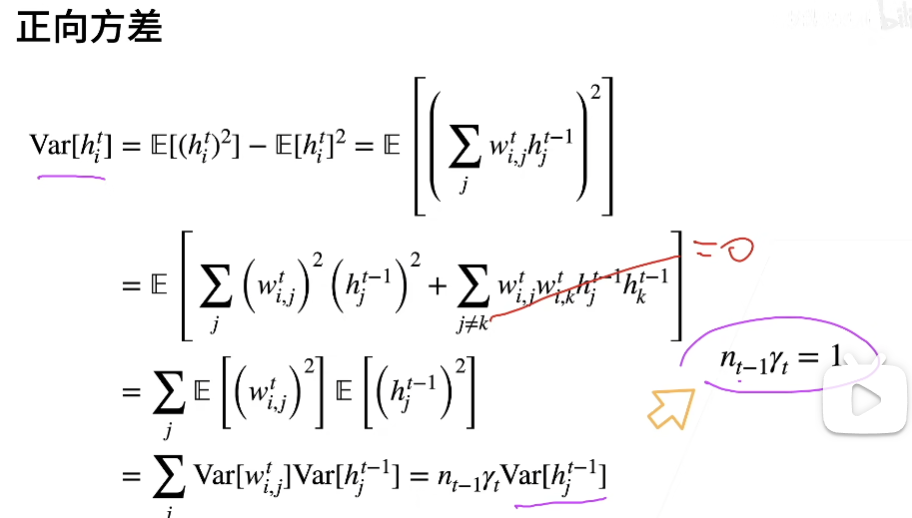 正向方差
Var[h_i^t] = 𝔼[(h_i^t)^2] − 𝔼[h_i^t]^2 = 𝔼 [ ( ∑_j w_{i,j}^t h_j^{t−1} )^2 ]
= 𝔼 [ ∑_j (w_{i,j}^t)^2 (h_j^{t−1})^2 + ∑_{j≠k} w_{i,j}^t w_{i,k}^t h_j^{t−1} h_k^{t−1} ] =0
= ∑_j 𝔼 [ (w_{i,j}^t)^2 ] 𝔼 [ (h_j^{t−1})^2 ]
n_{t−1}γ_t = 1
= ∑_j Var[w_{i,j}^t]Var[h_j^{t−1}] = n_{t−1}γ_t Var[h_j^{t−1}]